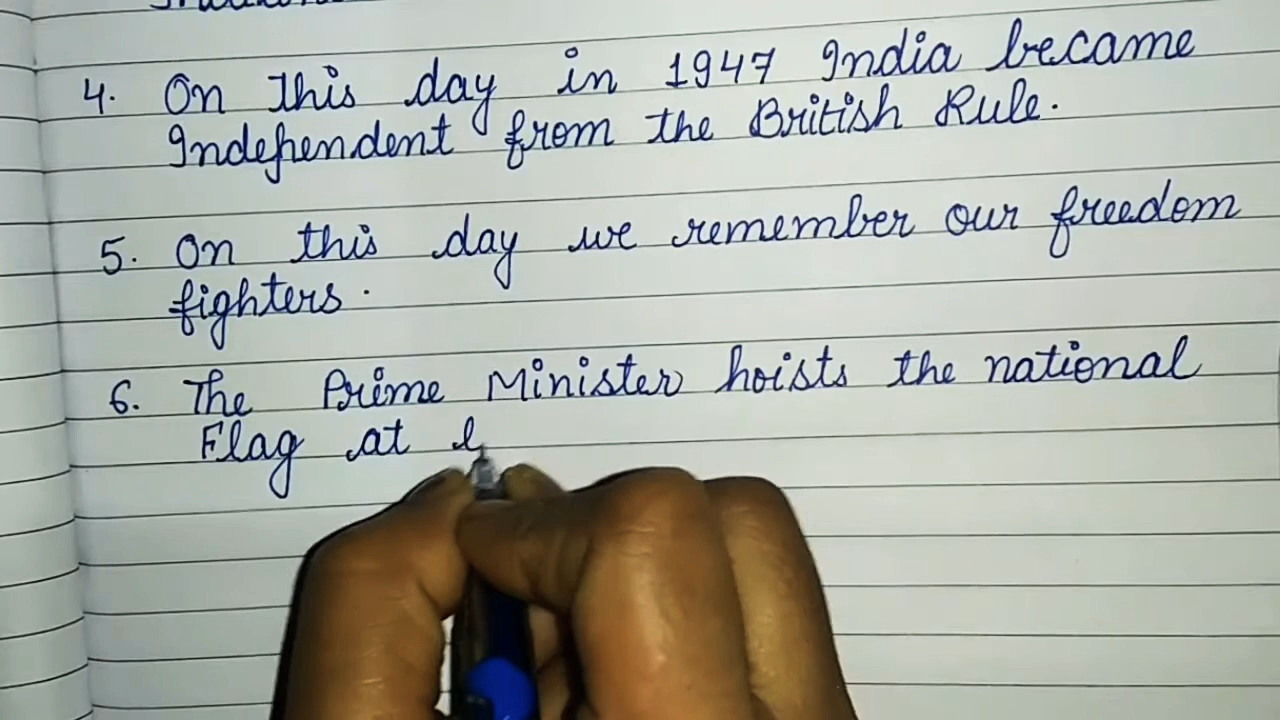 4. On this day in 1947 India became
Independent from the British Rule.
5. On this day we remember our freedom
fighters.
6. The Prime Minister hoists the national
Flag at